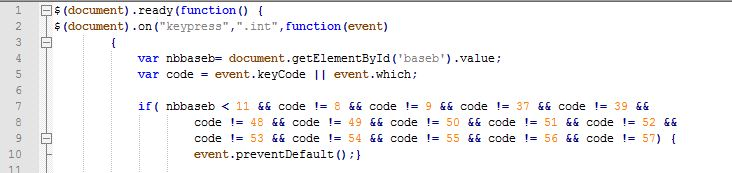 1 $(document).ready(function() {
2 $(document).on("keypress",".int",function(event)
3 {
4 var nbbaseb= document.getElementById('baseb').value;
5 var code = event.keyCode || event.which;
6
7 if( nbbaseb < 11 && code != 8 && code != 9 && code != 37 && code != 39 &&
8 code != 48 && code != 49 && code != 50 && code != 51 && code != 52 &&
9 code != 53 && code != 54 && code != 55 && code != 56 && code != 57) {
10 event.preventDefault();}
11